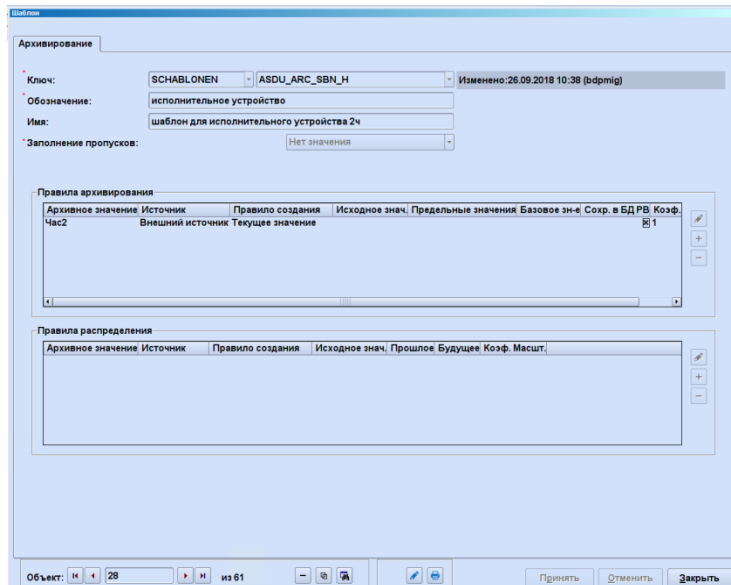 Шаблон
Архивирование
*Ключ: SCHABLONEN ASDU_ARC_SBN_H Изменено:26.09.2018 10:38 (bdpmig)
*Обозначение: исполнительное устройство
Имя: шаблон для исполнительного устройства 2ч
*Заполнение пропусков: Нет значения
Правила архивирования
Архивное значение Источник Правило создания Исходное знач. Предельные значения Базовое зн-е Сохр. в БД РВ Коэф.
Час2 Внешний источник Текущее значение 1
Правила распределения
Архивное значение Источник Правило создания Исходное знач. Прошлое Будущее Коэф. Масшт.
Объект: 28 из 61 Принять Отменить Закрыть